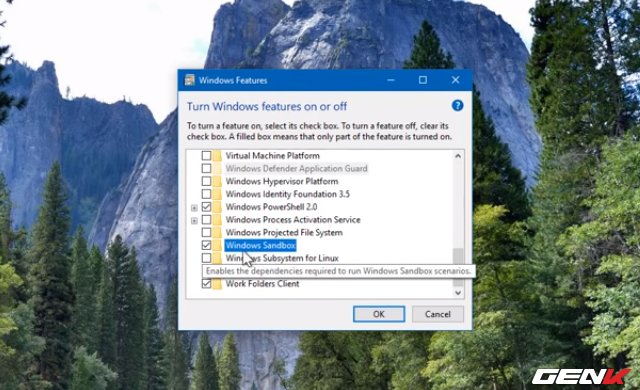 Windows Features
Turn Windows features on or off
To turn a feature on, select its check box. To turn a feature off, clear its
check box. A filled box means that only part of the feature is turned on.
Virtual Machine Platform
Windows Defender Application Guard
Windows Hypervisor Platform
Windows Identity Foundation 3.5
Windows PowerShell 2.0
Windows Process Activation Service
Windows Projected File System
Windows Sandbox
Windows Subsystem for Linux
Enables the dependencies required to run Windows Sandbox scenarios.
Work Folders Client
OK Cancel
GENK